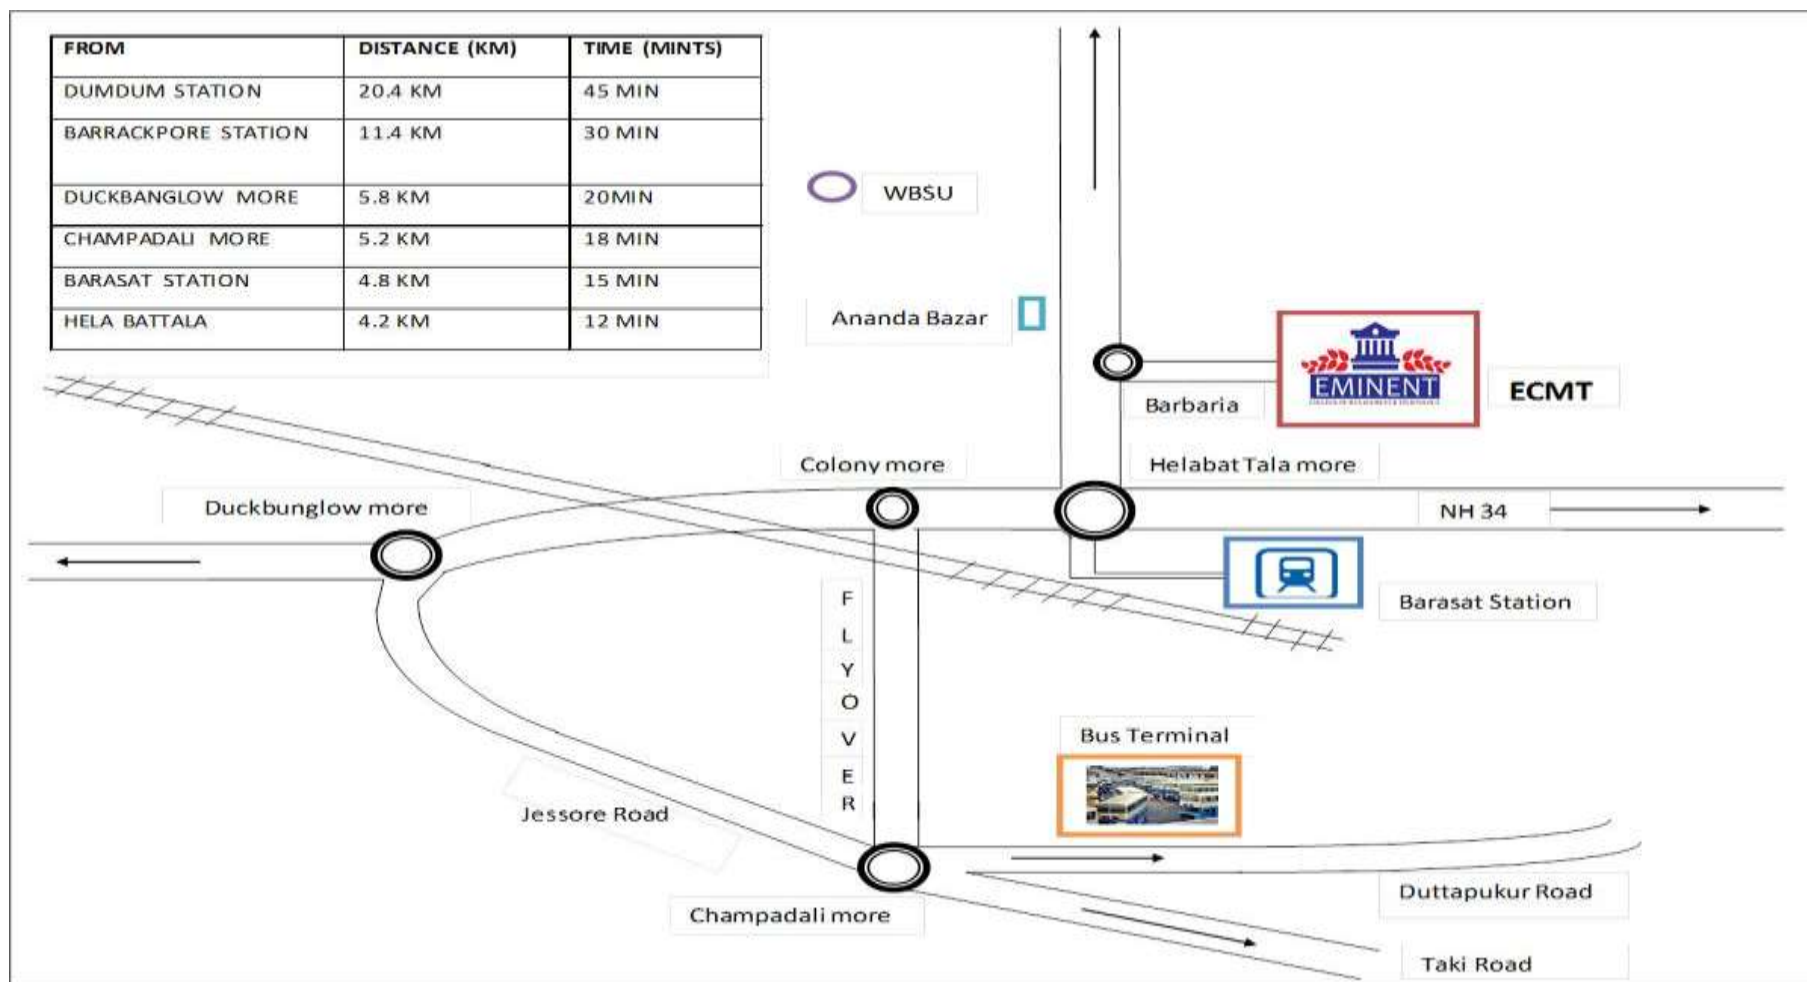 FROM DISTANCE (KM) TIME (MINTS)
DUMDUM STATION 20.4 KM 45 MIN
BARRACKPORE STATION 11.4 KM 30 MIN
DUCKBANGLOW MORE 5.8 KM 20MIN
CHAMPADALI MORE 5.2 KM 18 MIN
BARASAT STATION 4.8 KM 15 MIN
HELA BATTALA 4.2 KM 12 MIN
WBSU
Ananda Bazar
EMINENT
ECMT
Barbaria
Colony more
Helabat Tala more
Duckbunglow more
NH 34
Barasat Station
FLYOVER
Bus Terminal
Jessore Road
Champadali more
Duttapukur Road
Taki Road